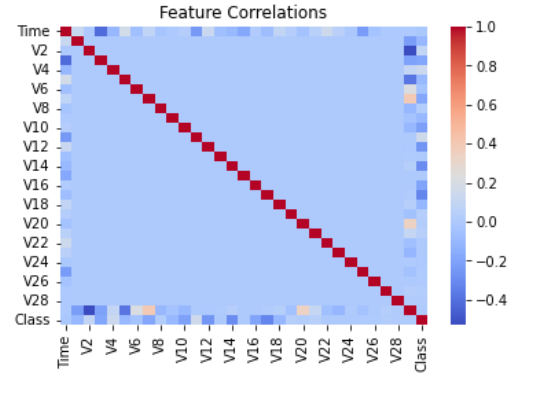 Feature Correlations
Time
V2
V4
V6
V8
V10
V12
V14
V16
V18
V20
V22
V24
V26
V28
Class
Time
V2
V4
V6
V8
V10
V12
V14
V16
V18
V20
V22
V24
V26
V28
Class
1.0
0.8
0.6
0.4
0.2
0.0
−0.2
−0.4